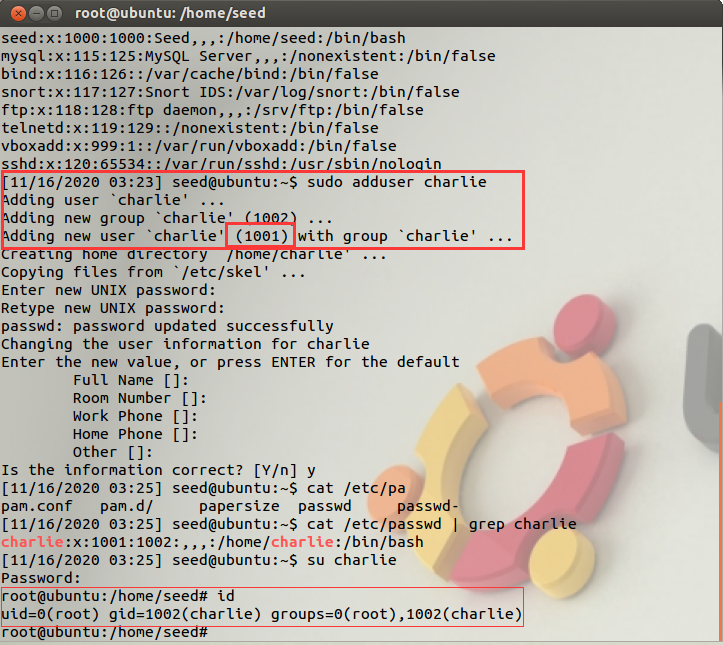 root@ubuntu: /home/seed
seed:x:1000:1000:Seed,,,:/home/seed:/bin/bash
mysql:x:115:125:MySQL Server,,,:/nonexistent:/bin/false
bind:x:116:126::/var/cache/bind:/bin/false
snort:x:117:127:Snort IDS:/var/log/snort:/bin/false
ftp:x:118:128:ftp daemon,,,:/srv/ftp:/bin/false
telnetd:x:119:129::/nonexistent:/bin/false
vboxadd:x:999:1::/var/run/vboxadd:/bin/false
sshd:x:120:65534::/var/run/sshd:/usr/sbin/nologin
[11/16/2020 03:23] seed@ubuntu:~$ sudo adduser charlie
Adding user `charlie' ...
Adding new group `charlie' (1002) ...
Adding new user `charlie' (1001) with group `charlie' ...
Creating home directory `/home/charlie' ...
Copying files from `/etc/skel' ...
Enter new UNIX password:
Retype new UNIX password:
passwd: password updated successfully
Changing the user information for charlie
Enter the new value, or press ENTER for the default
        Full Name []:
        Room Number []:
        Work Phone []:
        Home Phone []:
        Other []:
Is the information correct? [Y/n] y
[11/16/2020 03:25] seed@ubuntu:~$ cat /etc/pa
pam.conf   pam.d/     papersize  passwd     passwd-
[11/16/2020 03:25] seed@ubuntu:~$ cat /etc/passwd | grep charlie
charlie:x:1001:1002:,,,:/home/charlie:/bin/bash
[11/16/2020 03:25] seed@ubuntu:~$ su charlie
Password:
root@ubuntu:/home/seed# id
uid=0(root) gid=1002(charlie) groups=0(root),1002(charlie)
root@ubuntu:/home/seed#